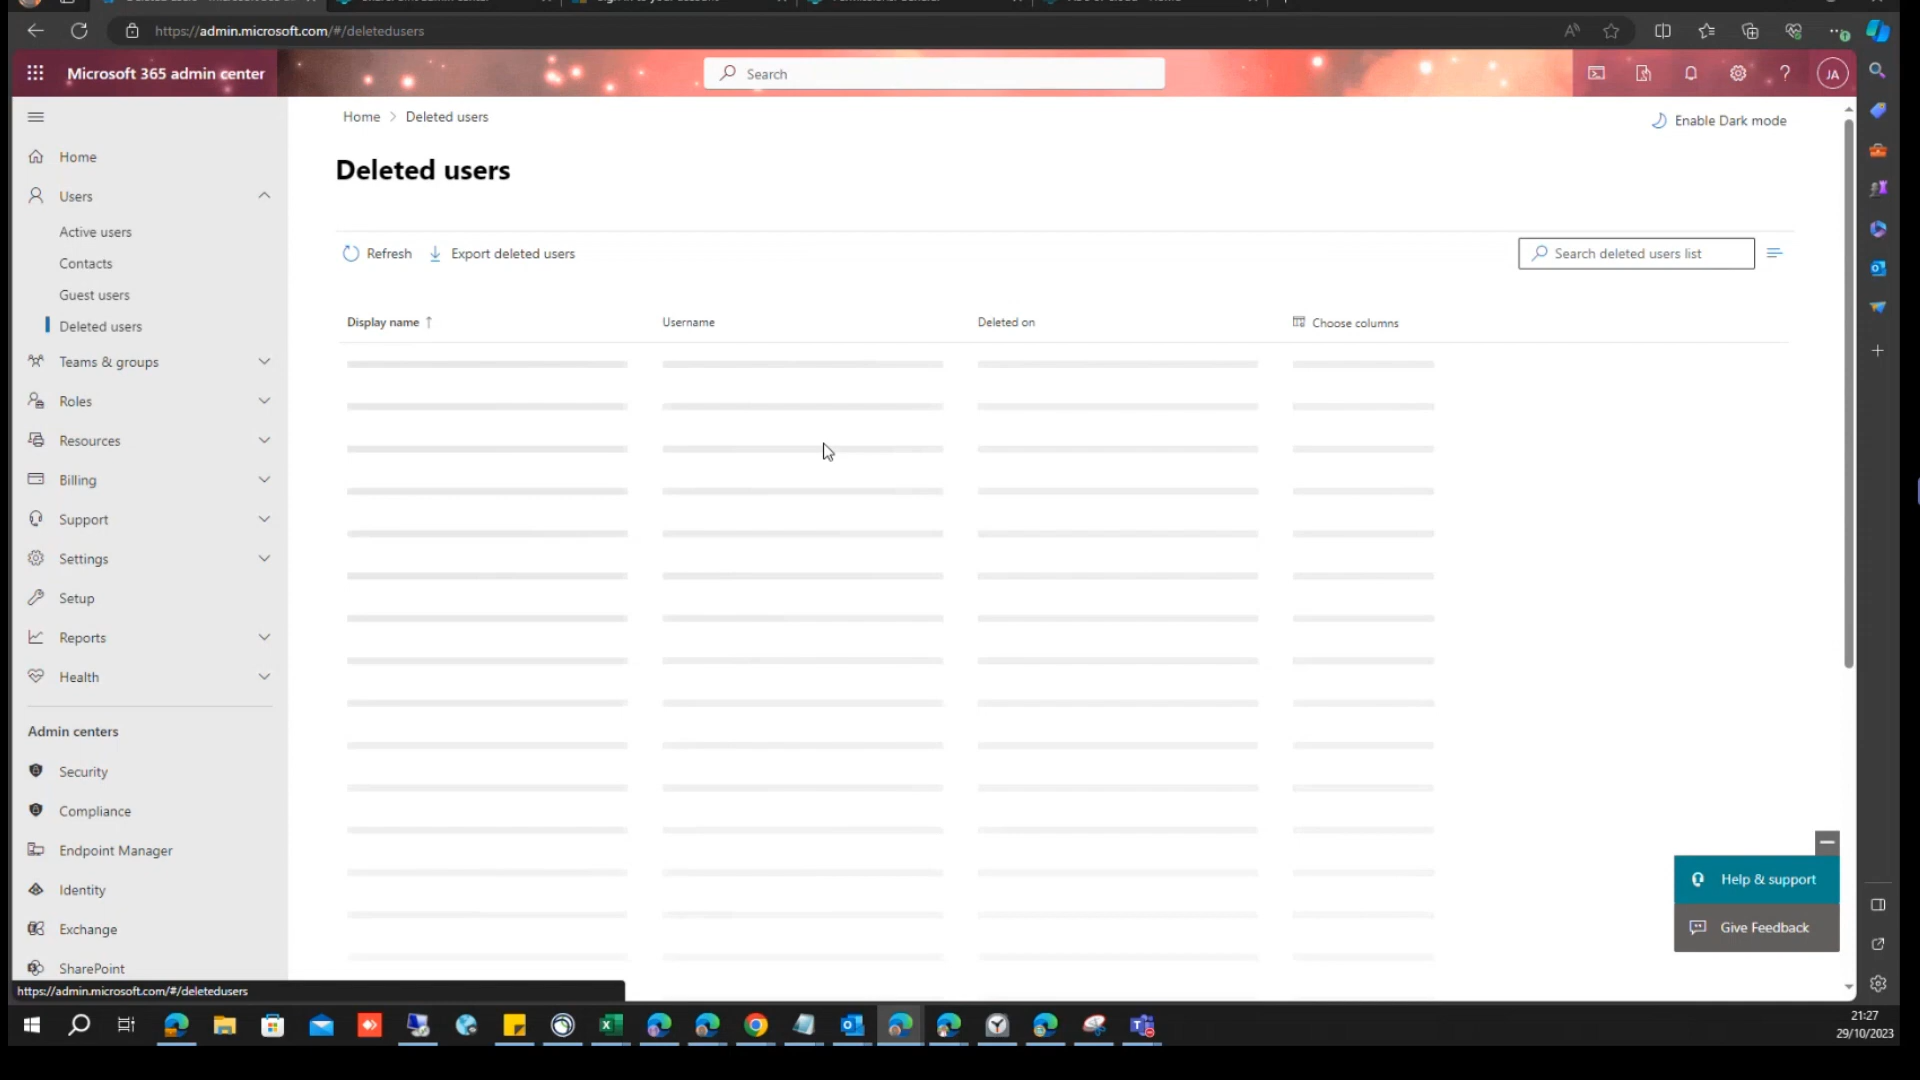 https://admin.microsoft.com/#/deletedusers
Microsoft 365 admin center
Search
JA
Home > Deleted users
Enable Dark mode
Deleted users
Refresh
Export deleted users
Search deleted users list
Display name ↑
Username
Deleted on
Choose columns
Home
Users
Active users
Contacts
Guest users
Deleted users
Teams & groups
Roles
Resources
Billing
Support
Settings
Setup
Reports
Health
Admin centers
Security
Compliance
Endpoint Manager
Identity
Exchange
SharePoint
Help & support
Give Feedback
https://admin.microsoft.com/#/deletedusers
21:27
29/10/2023